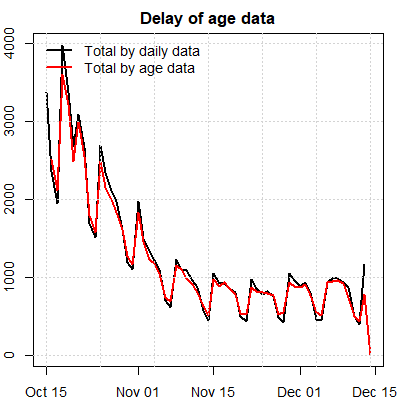 Delay of age data
Total by daily data
Total by age data
4000
3000
2000
1000
0
Oct 15 Nov 01 Nov 15 Dec 01 Dec 15